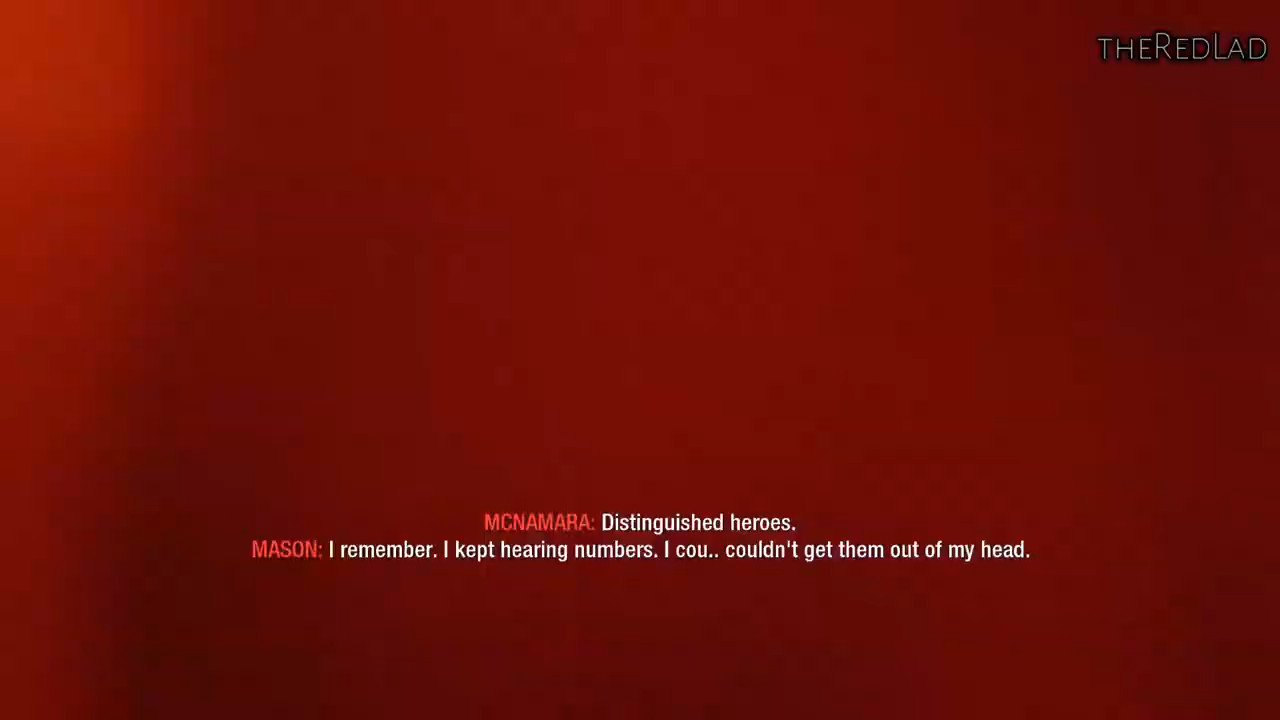 THEREDLAD
MCNAMARA: Distinguished heroes.
MASON: I remember. I kept hearing numbers. I cou.. couldn't get them out of my head.